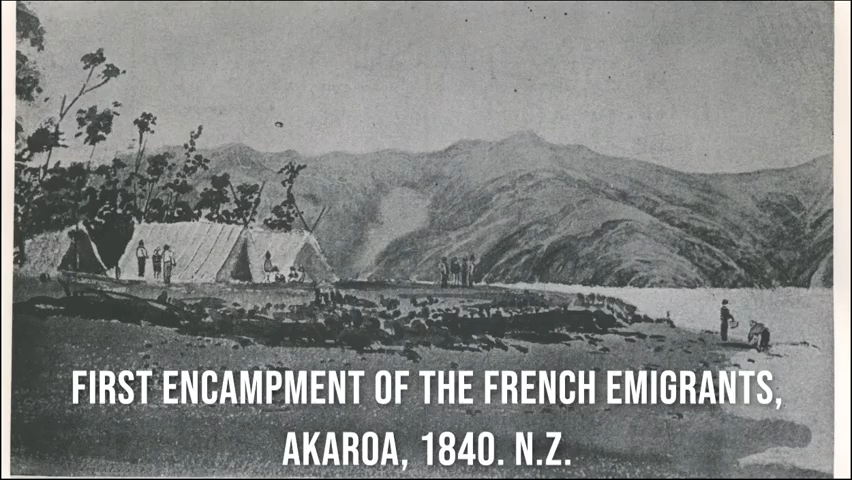 FIRST ENCAMPMENT OF THE FRENCH EMIGRANTS,
AKAROA, 1840. N.Z.